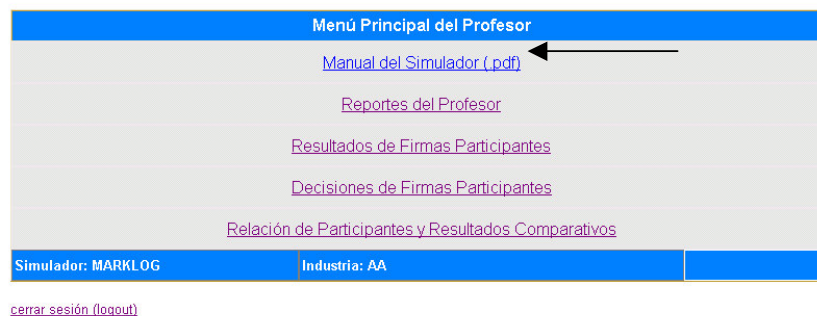 Menú Principal del Profesor
Manual del Simulador (.pdf)
Reportes del Profesor
Resultados de Firmas Participantes
Decisiones de Firmas Participantes
Relación de Participantes y Resultados Comparativos
Simulador: MARKLOG Industria: AA
cerrar sesión (logout)